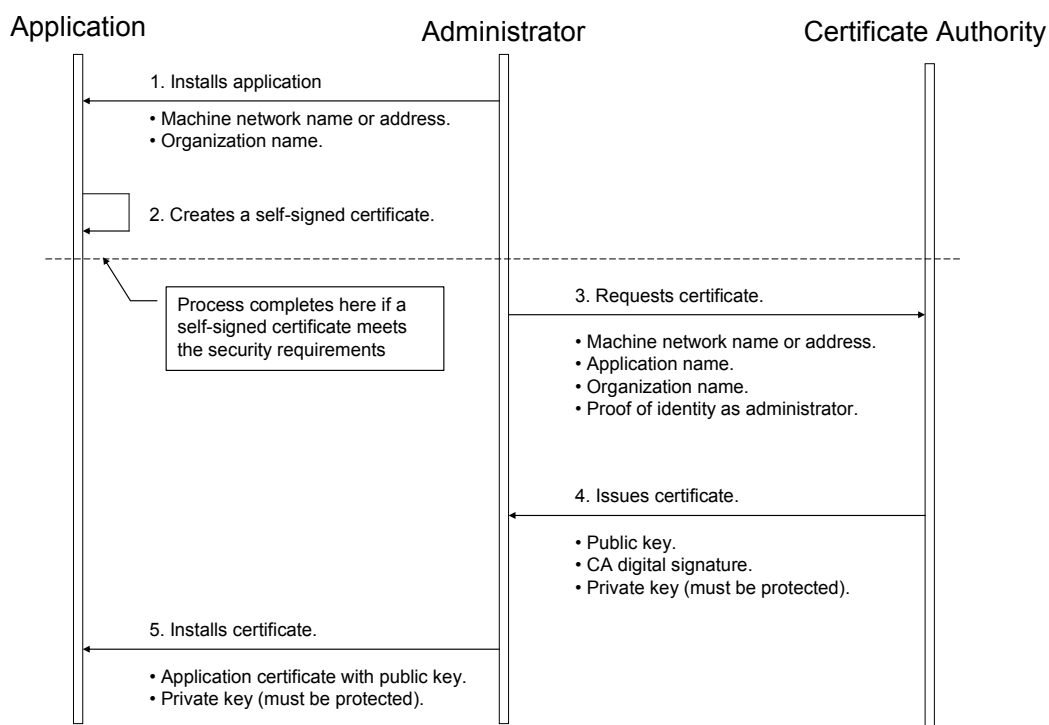 Application
Administrator
Certificate Authority
1. Installs application
• Machine network name or address.
• Organization name.
2. Creates a self-signed certificate.
Process completes here if a
self-signed certificate meets
the security requirements
3. Requests certificate.
• Machine network name or address.
• Application name.
• Organization name.
• Proof of identity as administrator.
4. Issues certificate.
• Public key.
• CA digital signature.
• Private key (must be protected).
5. Installs certificate.
• Application certificate with public key.
• Private key (must be protected).